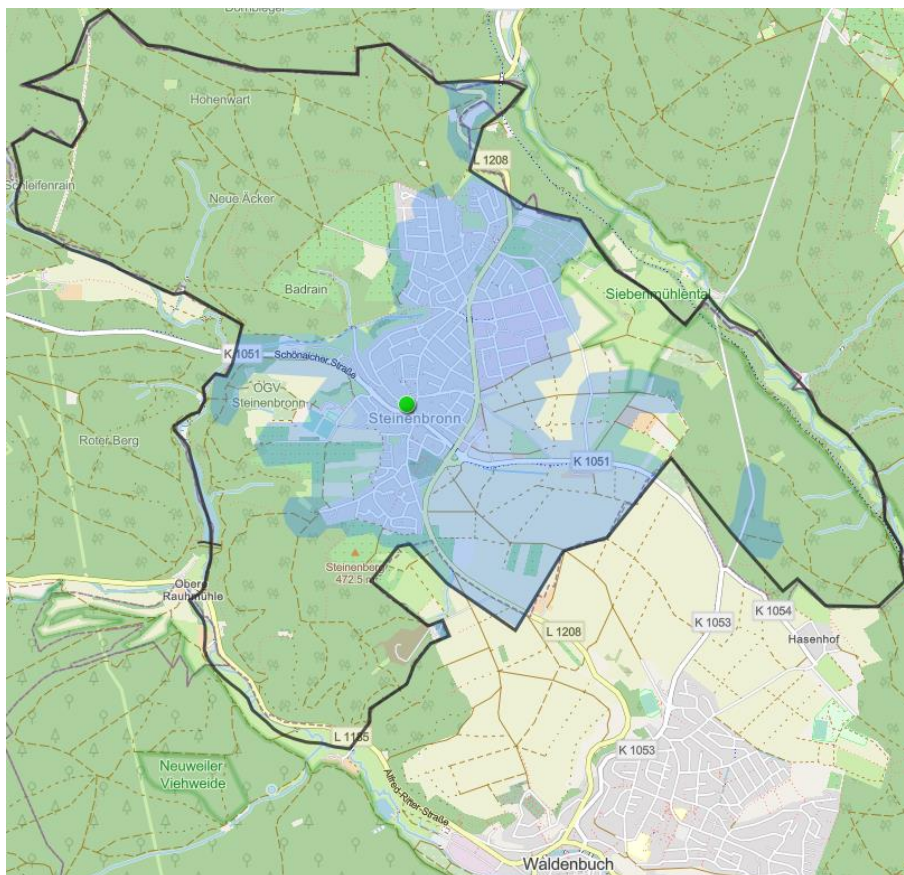 Hohenwart
L 1208
Schleifenrain
Neue Äcker
Badrain
Siebenmühlental
K 1051
Schönaicher Straße
OGV
Steinenbronn
Steinenbronn
Roter Berg
K 1051
Steinenberg
472.5 m
Obere
Rauhmühle
L 1208
K 1053
K 1054
Hasenhof
L 1185
K 1053
Neuweiler
Viehweide
Alfred-Ritter-Straße
Waldenbuch